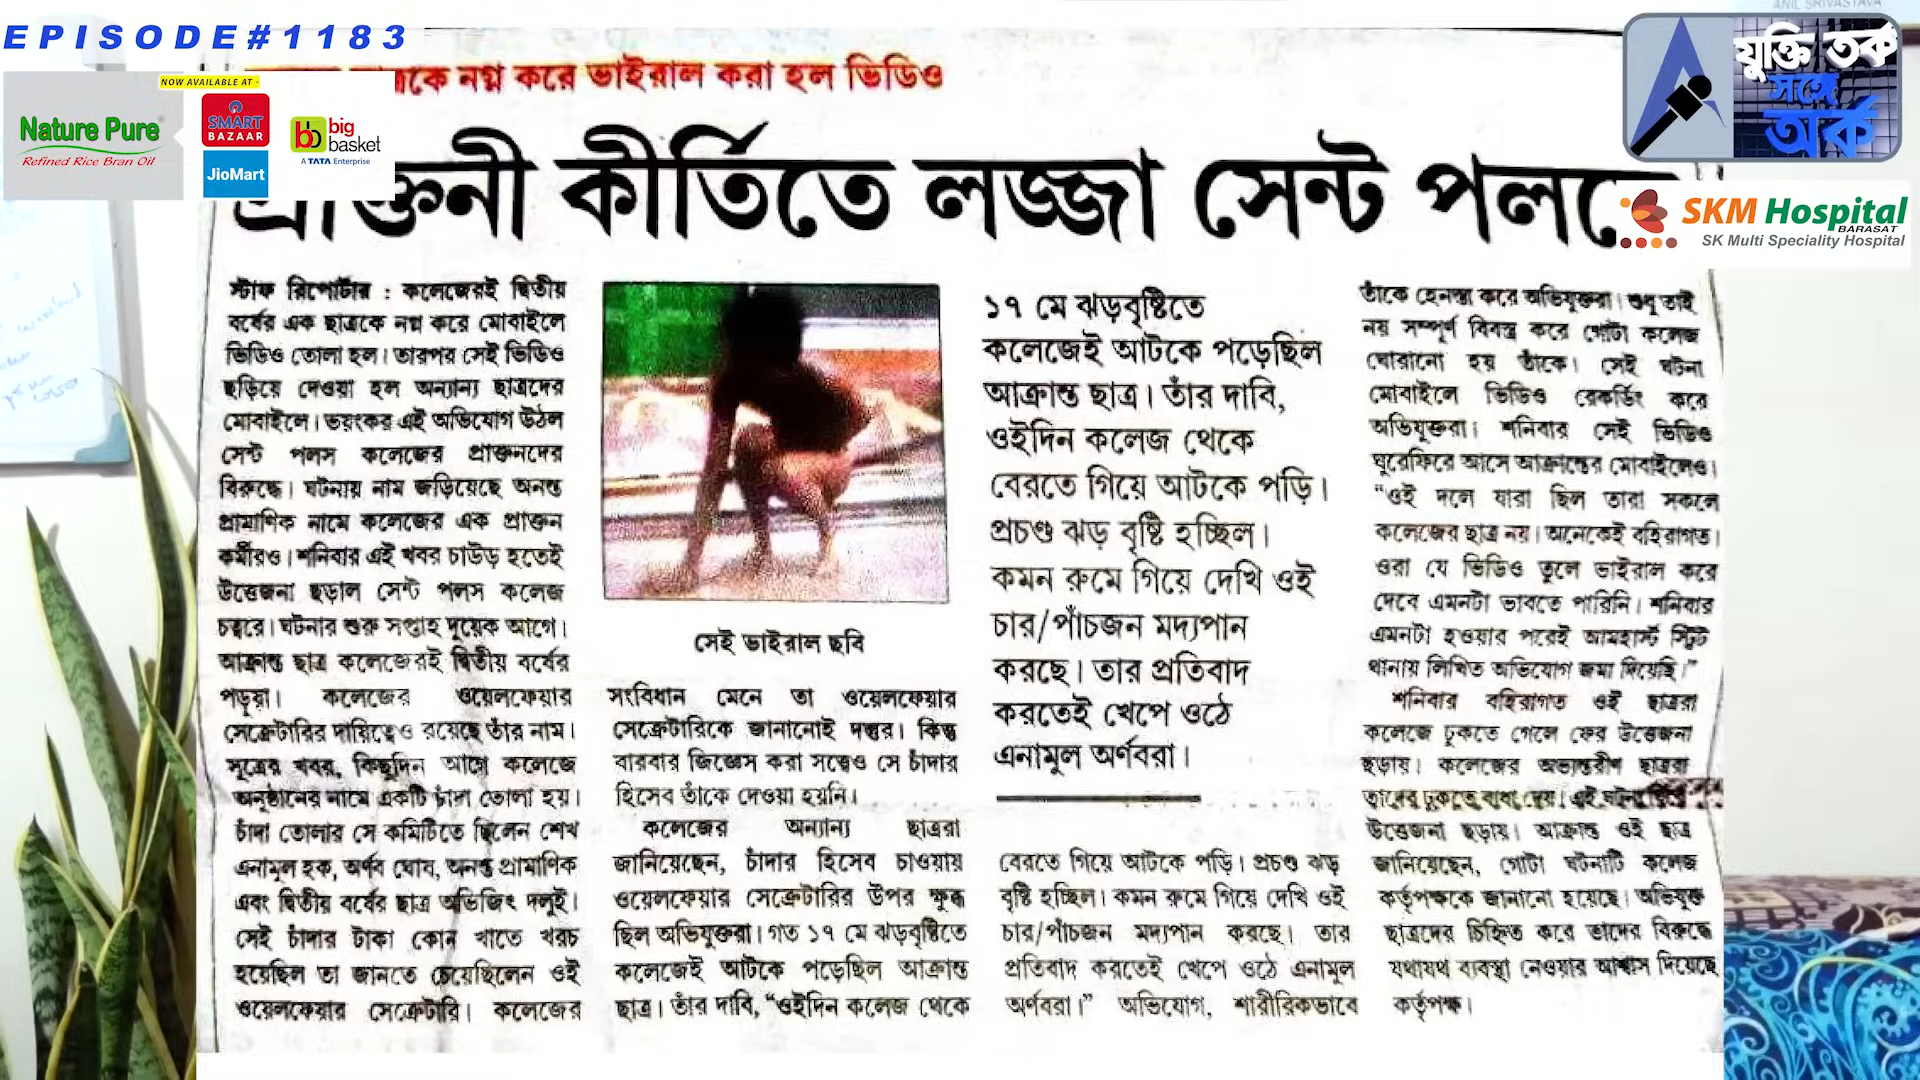 EPISODE#1183
NOW AVAILABLE AT -
Nature Pure
Refined Rice Bran Oil
SMART
BAZAAR
JioMart
big
basket
A TATA Enterprise
ANIL SRIVASTAVA
যুক্তি তর্ক
সঙ্গে
অর্ক
SKM Hospital
BARASAT
SK Multi Speciality Hospital
নগ্ন করে ভাইরাল করা হল ভিডিও
প্রাক্তনী কীর্তিতে লজ্জা সেন্ট
স্টাফ রিপোর্টার : কলেজেরই দ্বিতীয়
বর্ষের এক ছাত্রকে নগ্ন করে মোবাইলে
ভিডিও তোলা হল। তারপর সেই ভিডিও
ছড়িয়ে দেওয়া হল অন্যান্য ছাত্রদের
মোবাইলে। ভয়ংকর এই অভিযোগ উঠল
সেন্ট পলস কলেজের প্রাক্তনদের
বিরুদ্ধে। ঘটনায় নাম জড়িয়েছে অনন্ত
প্রামাণিক নামে কলেজের এক প্রাক্তন
কর্মীরও। শনিবার এই খবর চাউড় হতেই
উত্তেজনা ছড়াল সেন্ট পলস কলেজ
চত্বরে। ঘটনার শুরু সপ্তাহ দুয়েক আগে।
আক্রান্ত ছাত্র কলেজেরই দ্বিতীয় বর্ষের
পড়ুয়া। কলেজের ওয়েলফেয়ার
সেক্রেটারির দায়িত্বেও রয়েছে তাঁর নাম।
সূত্রের খবর, কিছুদিন আগে কলেজে
অনুষ্ঠানের নামে একটি চাঁদা তোলা হয়।
চাঁদা তোলার সে কমিটিতে ছিলেন শেখ
এনামুল হক, অর্ণব ঘোষ, অনন্ত প্রামাণিক
এবং দ্বিতীয় বর্ষের ছাত্র অভিজিৎ দলুই।
সেই চাঁদার টাকা কোন খাতে খরচ
হয়েছিল তা জানতে চেয়েছিলেন ওই
ওয়েলফেয়ার সেক্রেটারি। কলেজের
সেই ভাইরাল ছবি
সংবিধান মেনে তা ওয়েলফেয়ার
সেক্রেটারিকে জানানোই দস্তুর। কিন্তু
বারবার জিজ্ঞেস করা সত্ত্বেও সে চাঁদার
হিসেব তাঁকে দেওয়া হয়নি।
কলেজের অন্যান্য ছাত্ররা
জানিয়েছেন, চাঁদার হিসেব চাওয়ায়
ওয়েলফেয়ার সেক্রেটারির উপর ক্ষুব্ধ
ছিল অভিযুক্তরা। গত ১৭ মে ঝড়বৃষ্টিতে
কলেজেই আটকে পড়েছিল আক্রান্ত
ছাত্র। তাঁর দাবি, “ওইদিন কলেজ থেকে
১৭ মে ঝড়বৃষ্টিতে
কলেজেই আটকে পড়েছিল
আক্রান্ত ছাত্র। তাঁর দাবি,
ওইদিন কলেজ থেকে
বেরতে গিয়ে আটকে পড়ি।
প্রচণ্ড ঝড় বৃষ্টি হচ্ছিল।
কমন রুমে গিয়ে দেখি ওই
চার/পাঁচজন মদ্যপান
করছে। তার প্রতিবাদ
করতেই খেপে ওঠে
এনামুল অর্ণবরা।
বেরতে গিয়ে আটকে পড়ি। প্রচণ্ড ঝড়
বৃষ্টি হচ্ছিল। কমন রুমে গিয়ে দেখি ওই
চার/পাঁচজন মদ্যপান করছে। তার
প্রতিবাদ করতেই খেপে ওঠে এনামুল
অর্ণবরা।” অভিযোগ, শারীরিকভাবে
তাঁকে হেনস্থা করে অভিযুক্তরা। শুধু তাই
নয় সম্পূর্ণ বিবস্ত্র করে গোটা কলেজ
ঘোরানো হয় তাঁকে। সেই ঘটনা
মোবাইলে ভিডিও রেকর্ডিং করে
অভিযুক্তরা। শনিবার সেই ভিডিও
ঘুরেফিরে আসে আক্রান্তের মোবাইলেও।
“ওই দলে যারা ছিল তারা সকলে
কলেজের ছাত্র নয়। অনেকেই বহিরাগত।
ওরা যে ভিডিও তুলে ভাইরাল করে
দেবে এমনটা ভাবতে পারিনি। শনিবার
এমনটা হওয়ার পরেই আমহার্স্ট স্ট্রিট
থানায় লিখিত অভিযোগ জমা দিয়েছি।”
শনিবার বহিরাগত ওই ছাত্ররা
কলেজে ঢুকতে গেলে ফের উত্তেজনা
ছড়ায়। কলেজের অভ্যন্তরীণ ছাত্ররা
তাদের ঢুকতে বাধা দেয়। এই ঘটনা
উত্তেজনা ছড়ায়। আক্রান্ত ওই ছাত্র
জানিয়েছেন, গোটা ঘটনাটি কলেজ
কর্তৃপক্ষকে জানানো হয়েছে। অভিযুক্ত
ছাত্রদের চিহ্নিত করে তাদের বিরুদ্ধে
যথাযথ ব্যবস্থা নেওয়ার আশ্বাস দিয়েছে
কর্তৃপক্ষ।